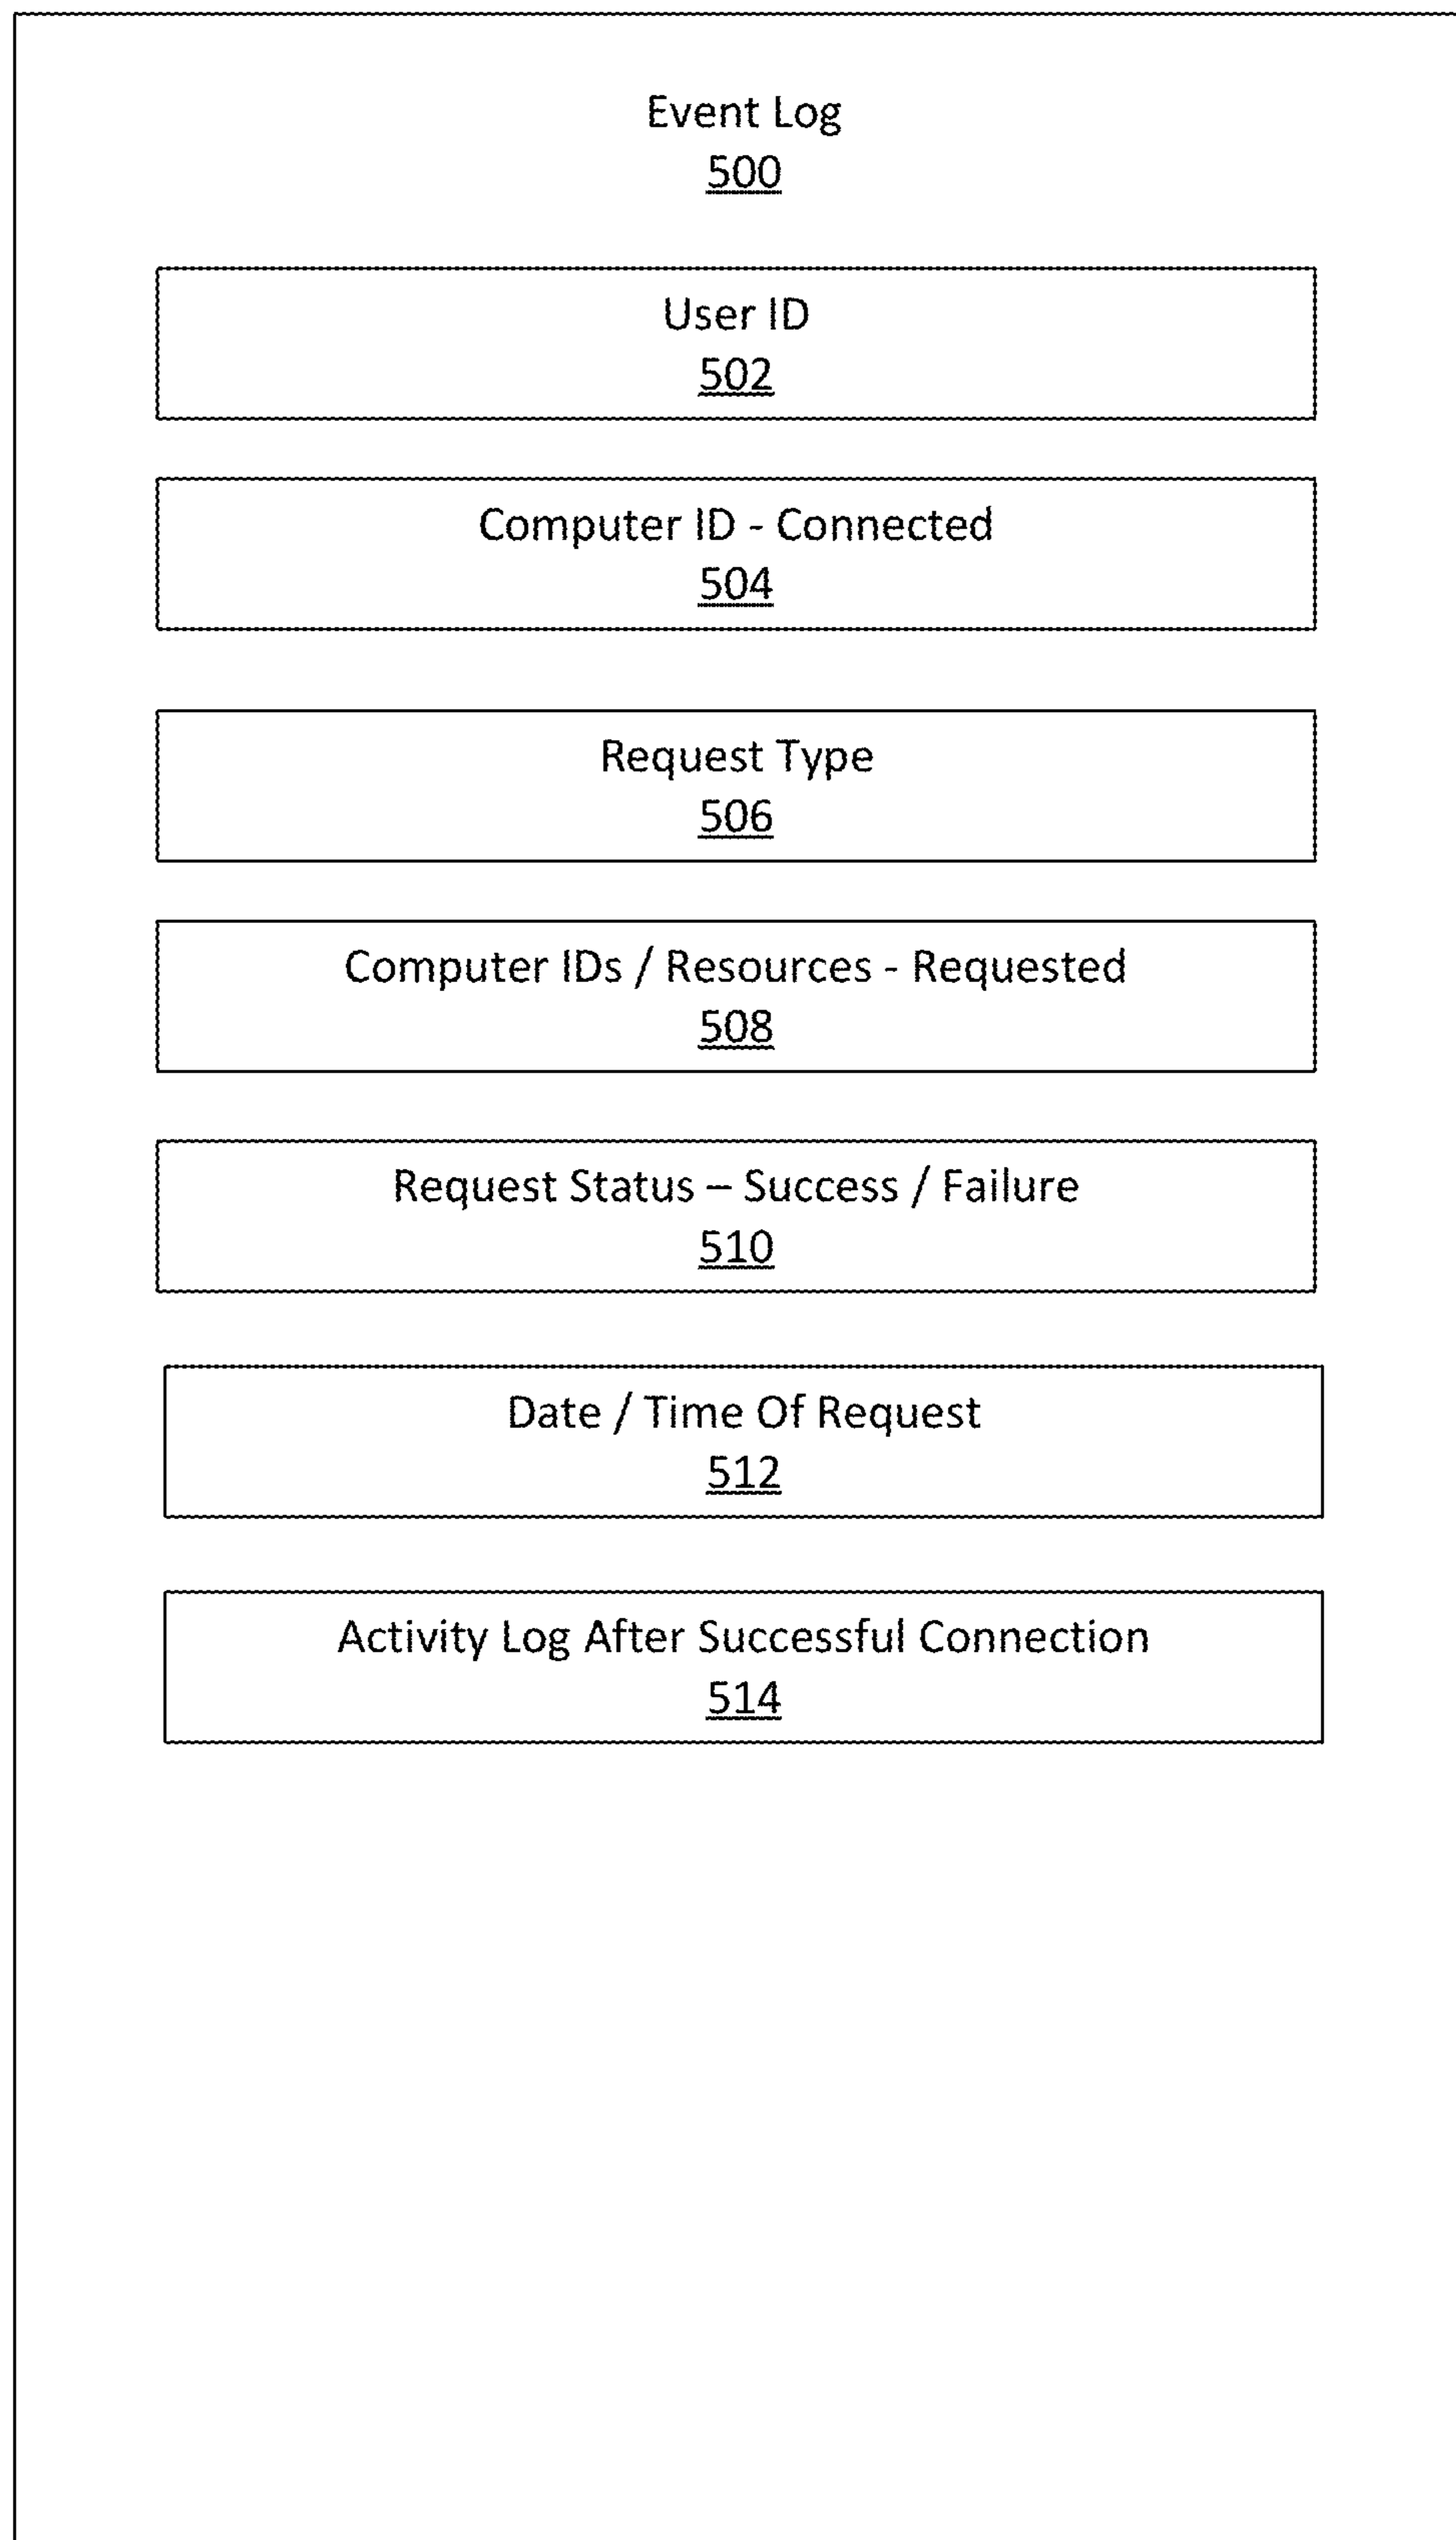 Event Log
500
User ID
502
Computer ID - Connected
504
Request Type
506
Computer IDs / Resources - Requested
508
Request Status – Success / Failure
510
Date / Time Of Request
512
Activity Log After Successful Connection
514